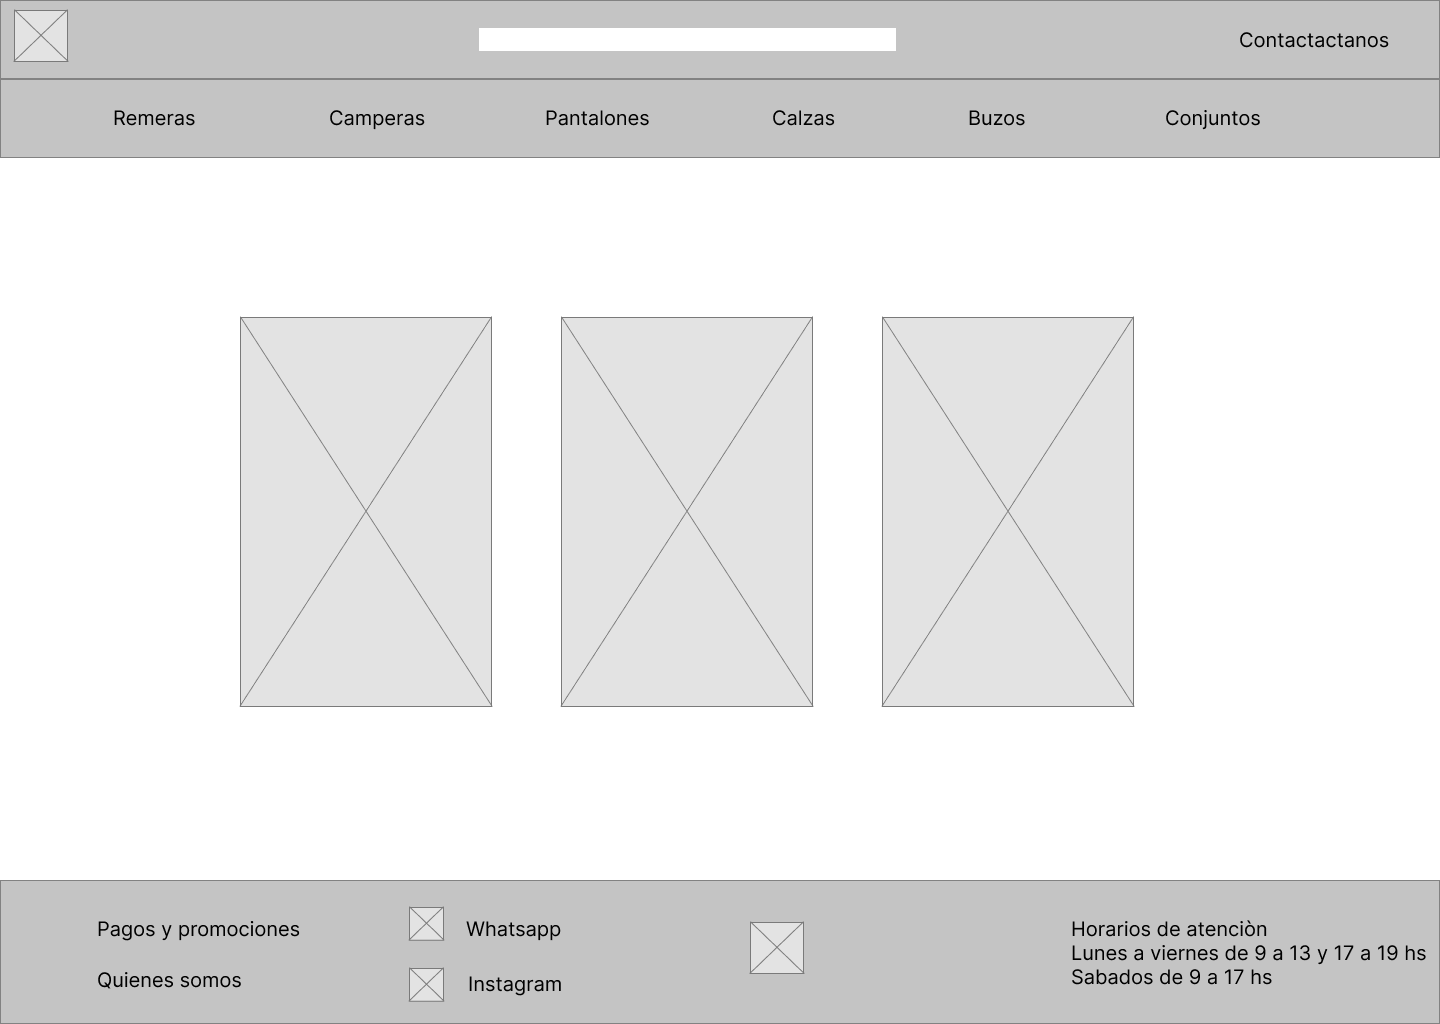 Contactactanos
Remeras
Camperas
Pantalones
Calzas
Buzos
Conjuntos
Pagos y promociones
Quienes somos
Whatsapp
Instagram
Horarios de atenciòn
Lunes a viernes de 9 a 13 y 17 a 19 hs
Sabados de 9 a 17 hs